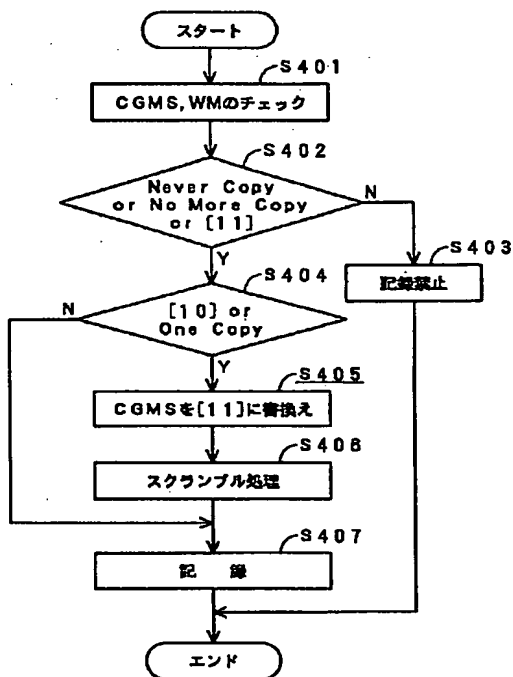 スタート
S401
CGMS,WMのチェック
S402
Never Copy
or No More Copy
or [11]
N
Y
S403
記録禁止
S404
[10] or
One Copy
N
Y
S405
CGMSを[11]に書換え
S406
スクランブル処理
S407
記 録
エンド